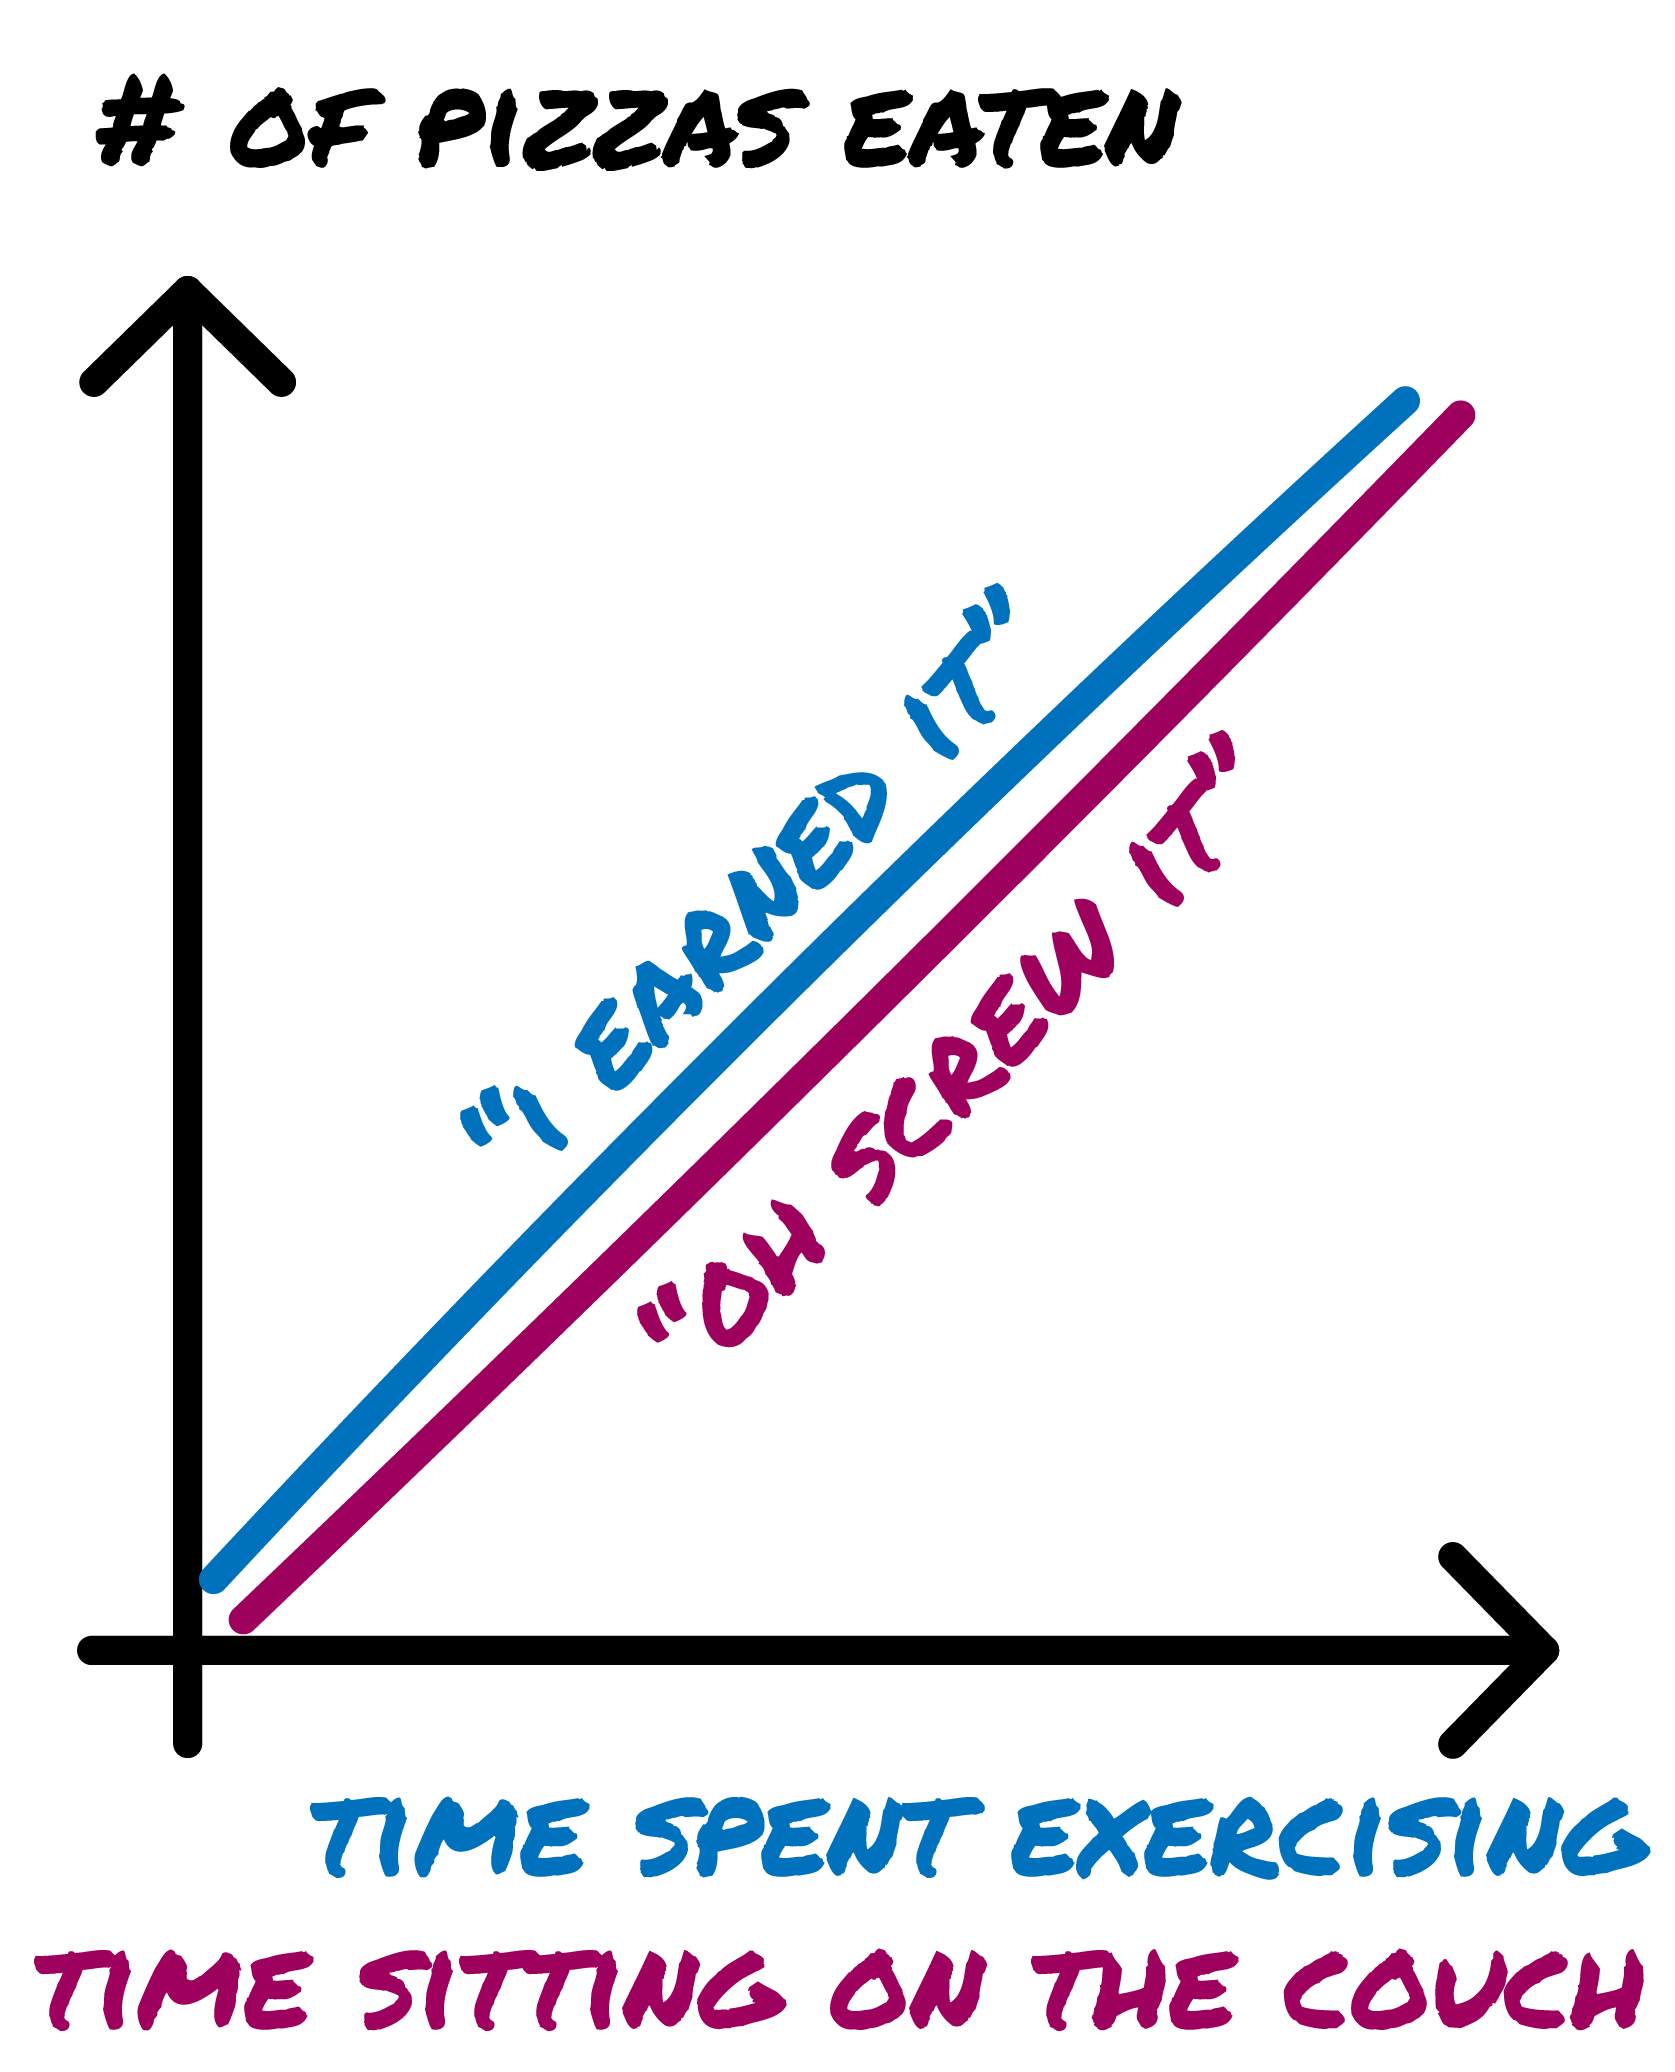 # OF PIZZAS EATEN
"I EARNED IT"
"OH SCREW IT"
TIME SPENT EXERCISING
TIME SITTING ON THE COUCH